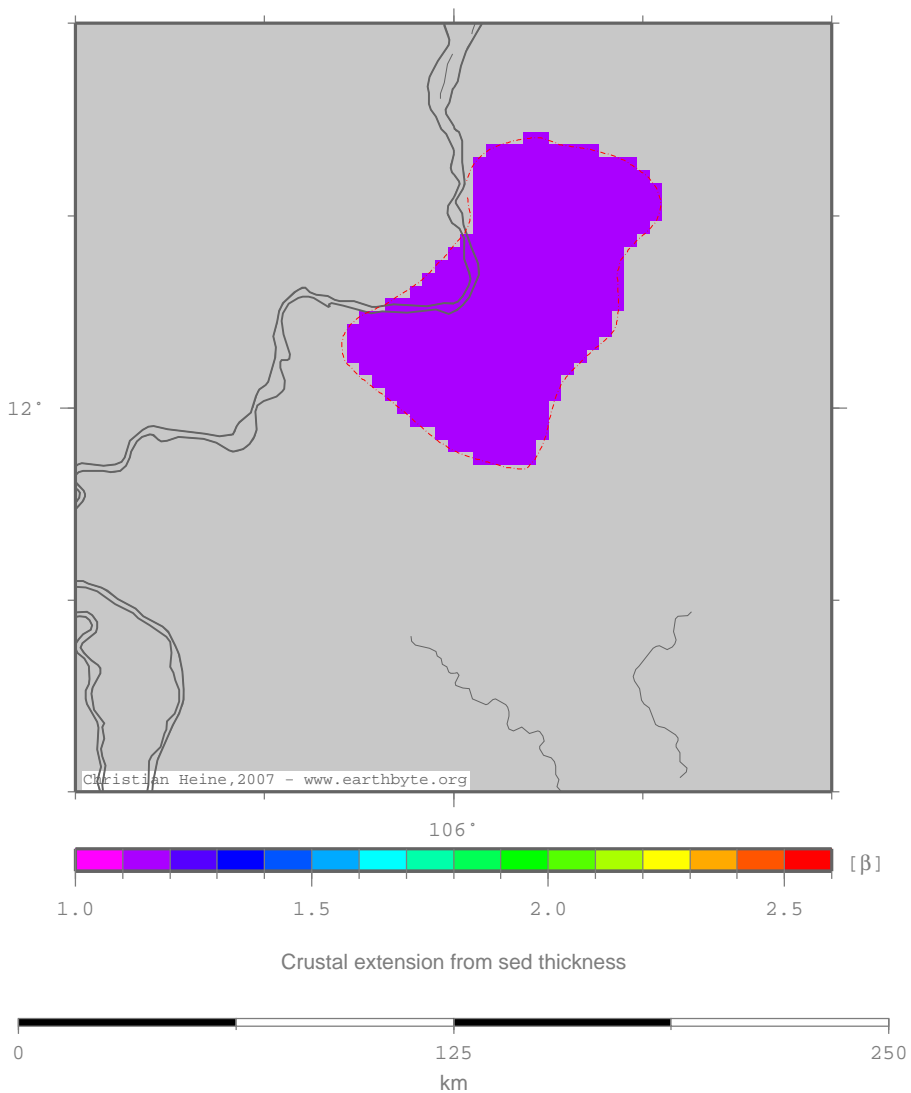 12°
Christian Heine,2007 - www.earthbyte.org
106°
[β]
1.0 1.5 2.0 2.5
Crustal extension from sed thickness
0 125 250
km